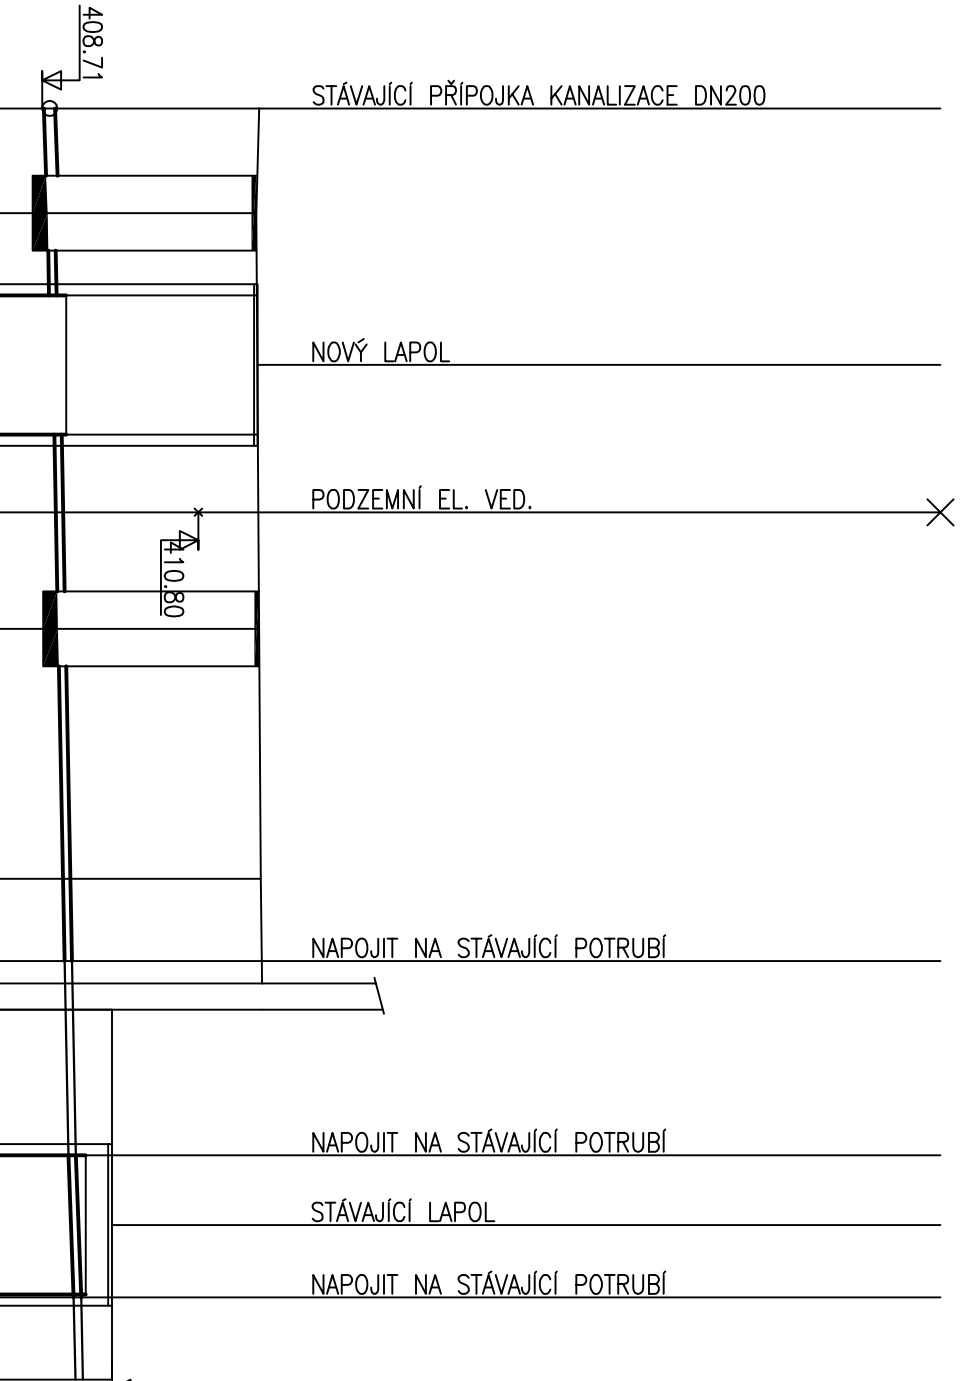 408.71
STÁVAJÍCÍ PŘÍPOJKA KANALIZACE DN200
NOVÝ LAPOL
PODZEMNÍ EL. VED.
410.80
NAPOJIT NA STÁVAJÍCÍ POTRUBÍ
NAPOJIT NA STÁVAJÍCÍ POTRUBÍ
STÁVAJÍCÍ LAPOL
NAPOJIT NA STÁVAJÍCÍ POTRUBÍ